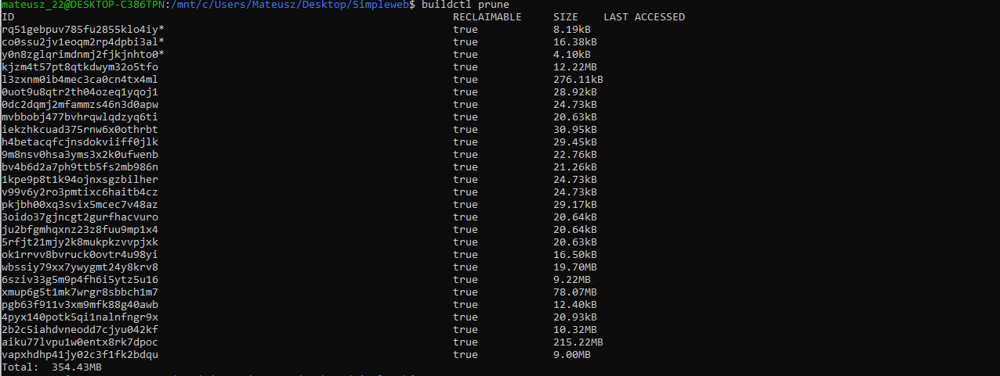 mateusz_22@DESKTOP-C386TPN:/mnt/c/Users/Mateusz/Desktop/Simpleweb$ buildctl prune
ID RECLAIMABLE SIZE LAST ACCESSED
rq51gebpuv785fu2855klo4iy* true 8.19kB
co0ssu2jv1eoqm2rp4dpbi3al* true 16.38kB
y0n8zglqrimdnmj2fjkjnhto0* true 4.10kB
kjzm4t57pt8qtkdwym32o5tfo true 12.22MB
l3zxnm0ib4mec3ca0cn4tx4ml true 276.11kB
0uot9u8qtr2th04ozeq1yqoj1 true 28.92kB
0dc2dqmj2mfammzs46n3d0apw true 24.73kB
mvbbobj477bvhrqwlqdzyq6ti true 20.63kB
iekzhkcuad375rnw6x0othrbt true 30.95kB
h4betacqfcjnsdokviiff0jlk true 29.45kB
9m8nsv0hsa3yms3x2k0ufwenb true 22.76kB
bv4b6d2a7ph9ttb5fs2mb986n true 21.26kB
1kpe9p8t1k94ojnxsgzbilher true 24.73kB
v99v6y2ro3pmtixc6haitb4cz true 24.73kB
pkjbh00xq3svix5mcec7v48az true 29.17kB
3oido37gjncgt2gurfhacvuro true 20.64kB
ju2bfgmhqxnz23z8fuu9mp1x4 true 20.64kB
5rfjt21mjy2k8mukpkzvvpjxk true 20.63kB
ok1rrvv8bvruck0ovtr4u98yi true 16.50kB
wbssiy79xx7ywygmt24y8krv8 true 19.70MB
6sziv33g5m9p4fh6i5ytz5u16 true 9.22MB
xmup6g5t1mk7wrgr8sbbch1m7 true 78.07MB
pgb63f911v3xm9mfk88g40awb true 12.40kB
4pyx140potk5qi1nalnfngr9x true 20.93kB
2b2c5iahdvneodd7cjyu042kf true 10.32MB
aiku77lvpu1w0entx8rk7dpoc true 215.22MB
vapxhdhp41jy02c3f1fk2bdqu true 9.00MB
Total: 354.43MB